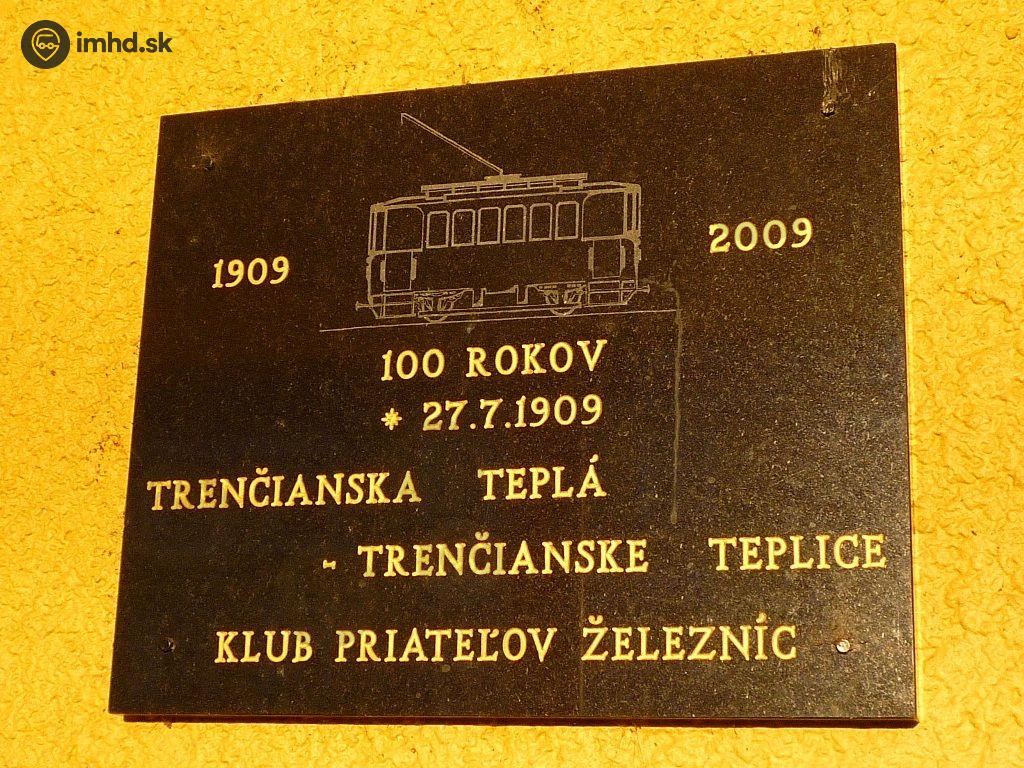 imhd.sk
1909
2009
100 ROKOV
* 27.7.1909
TRENČIANSKA TEPLÁ
- TRENČIANSKE TEPLICE
KLUB PRIATEĽOV ŽELEZNÍC